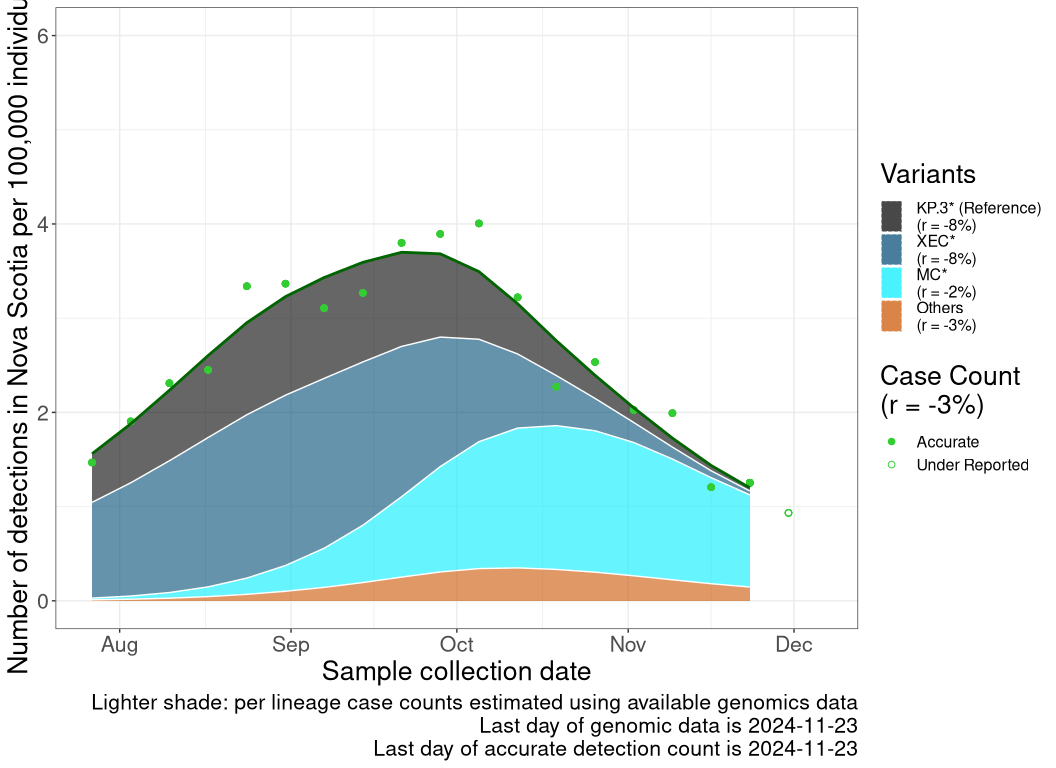 Number of detections in Nova Scotia per 100,000
6
4
2
0
Aug Sep Oct Nov Dec
Sample collection date
Lighter shade: per lineage case counts estimated using available genomics data
Last day of genomic data is 2024-11-23
Last day of accurate detection count is 2024-11-23
Variants
KP.3* (Reference)
(r = -8%)
XEC*
(r = -8%)
MC*
(r = -2%)
Others
(r = -3%)
Case Count
(r = -3%)
Accurate
Under Reported